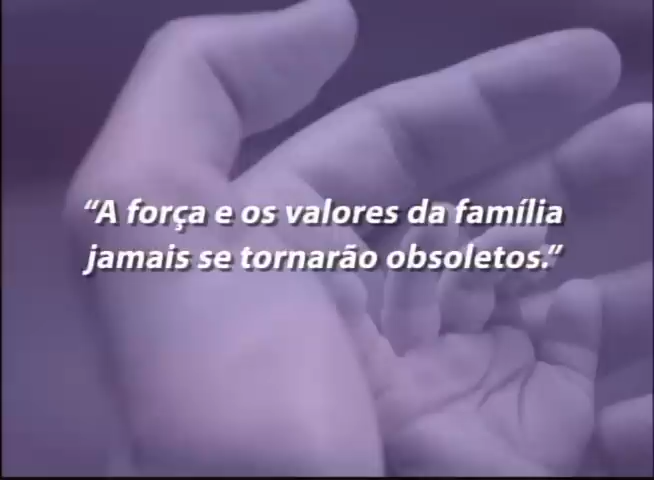 “A força e os valores da família
jamais se tornarão obsoletos.”